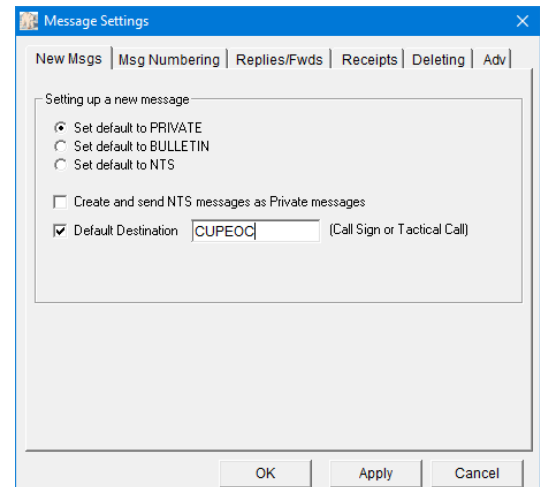 Message Settings
New Msgs Msg Numbering Replies/Fwds Receipts Deleting Adv
Setting up a new message
Set default to PRIVATE
Set default to BULLETIN
Set default to NTS
Create and send NTS messages as Private messages
Default Destination CUPEOC (Call Sign or Tactical Call)
OK Apply Cancel